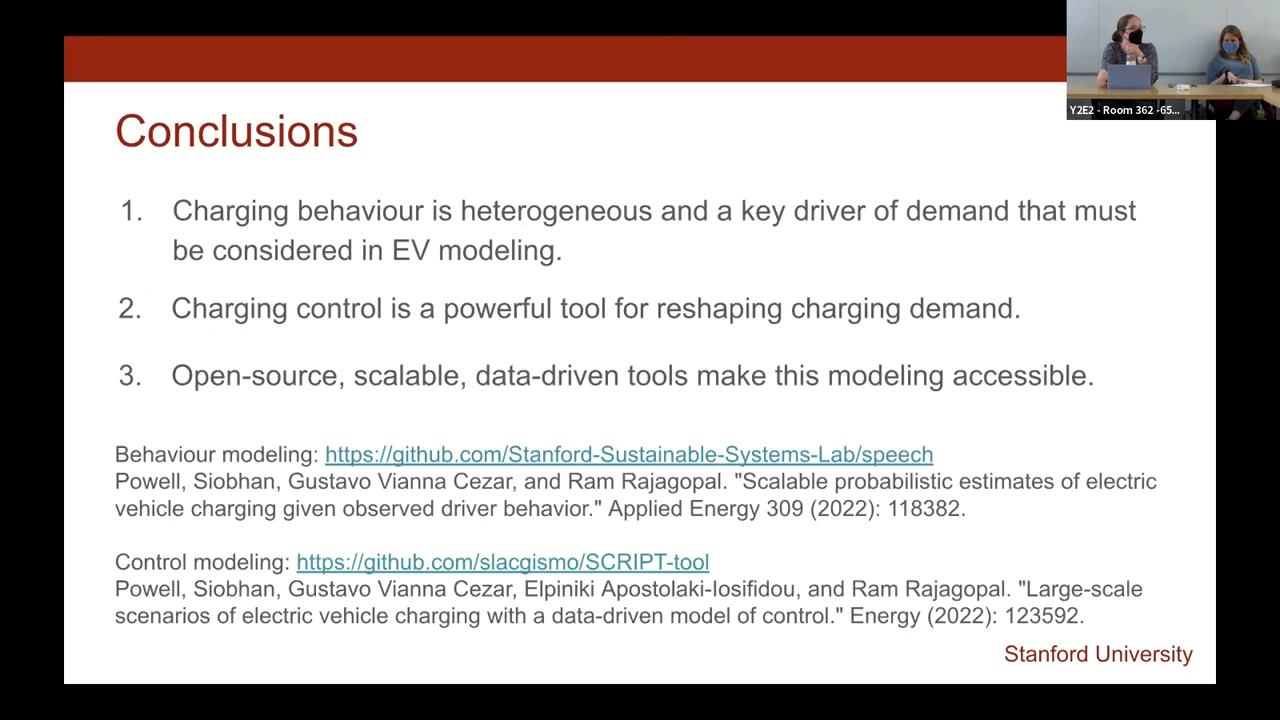 Y2E2 - Room 362 -65...
Conclusions
1. Charging behaviour is heterogeneous and a key driver of demand that must
be considered in EV modeling.
2. Charging control is a powerful tool for reshaping charging demand.
3. Open-source, scalable, data-driven tools make this modeling accessible.
Behaviour modeling: https://github.com/Stanford-Sustainable-Systems-Lab/speech
Powell, Siobhan, Gustavo Vianna Cezar, and Ram Rajagopal. "Scalable probabilistic estimates of electric
vehicle charging given observed driver behavior." Applied Energy 309 (2022): 118382.
Control modeling: https://github.com/slacgismo/SCRIPT-tool
Powell, Siobhan, Gustavo Vianna Cezar, Elpiniki Apostolaki-Iosifidou, and Ram Rajagopal. "Large-scale
scenarios of electric vehicle charging with a data-driven model of control." Energy (2022): 123592.
Stanford University